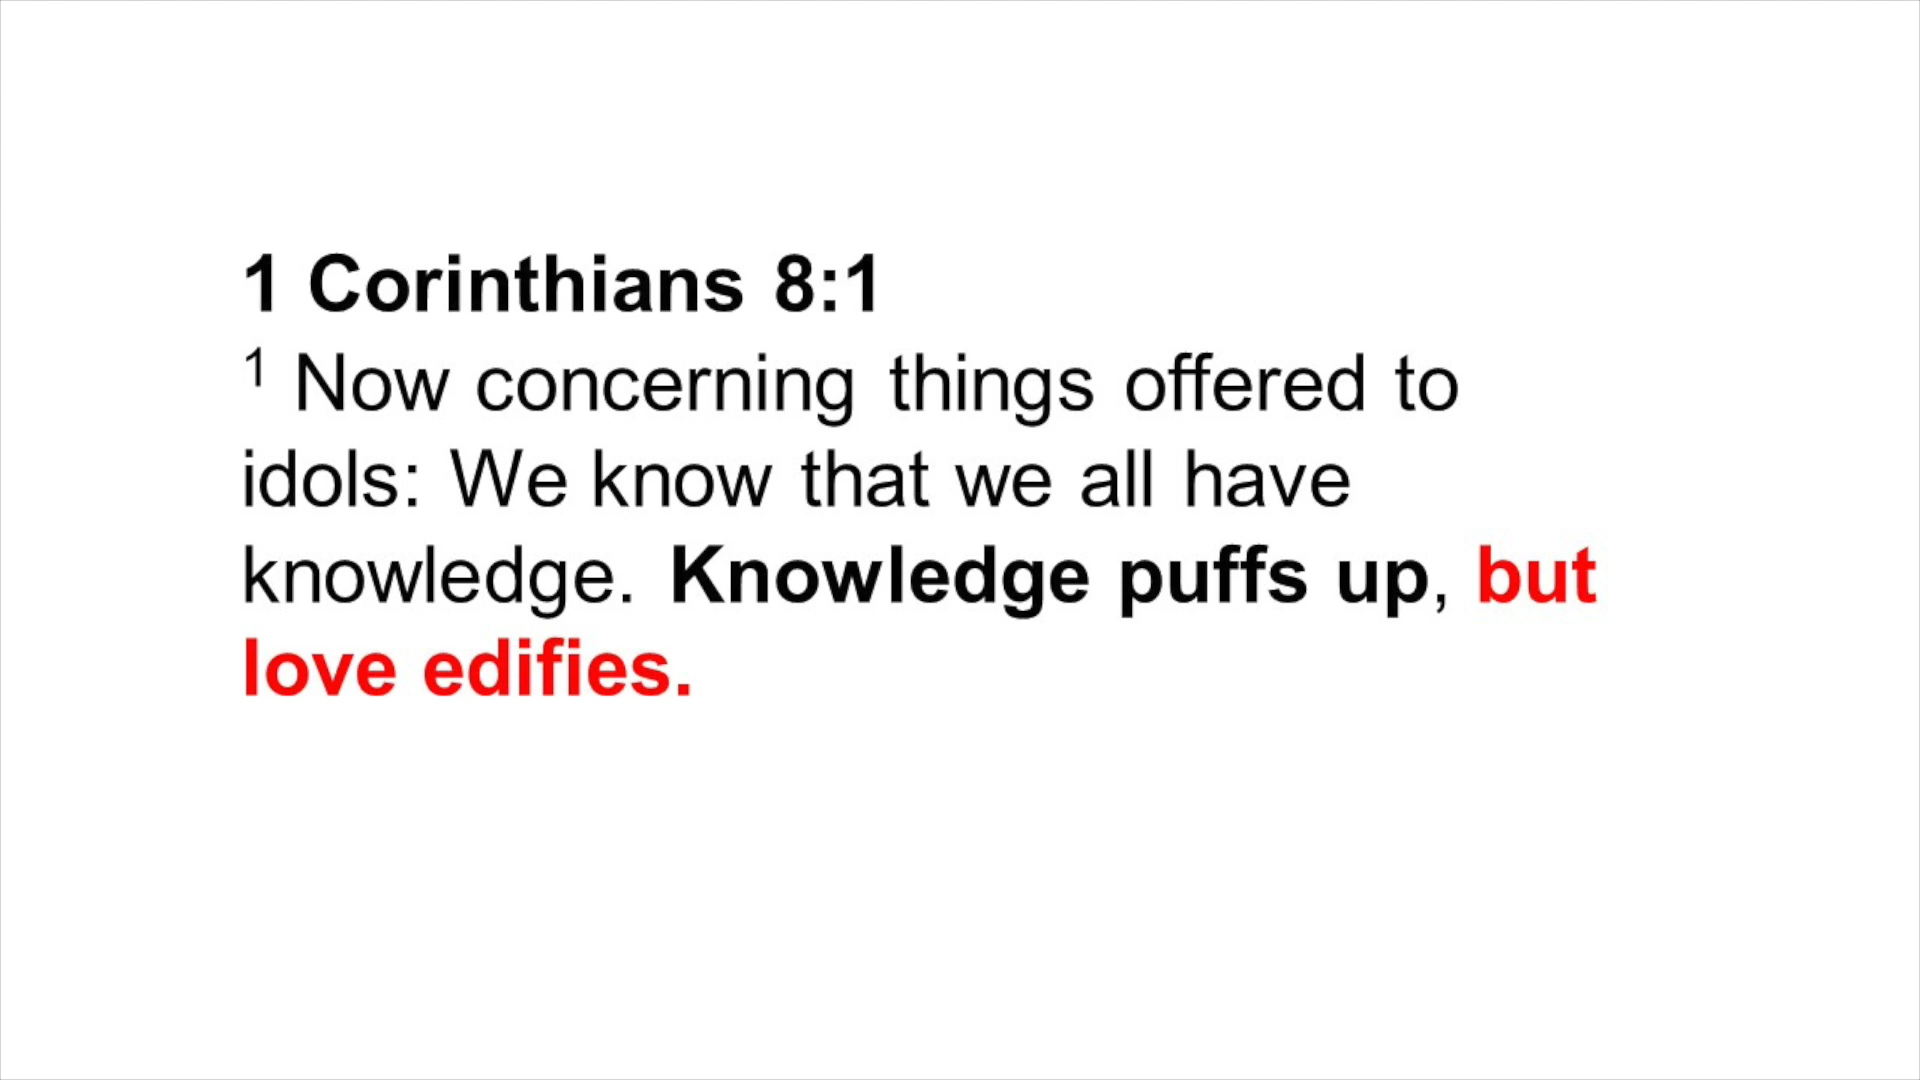 1 Corinthians 8:1
1 Now concerning things offered to
idols: We know that we all have
knowledge. Knowledge puffs up, but
love edifies.